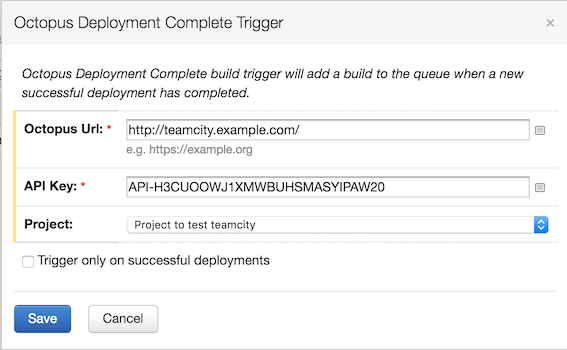 Octopus Deployment Complete Trigger ×
Octopus Deployment Complete build trigger will add a build to the queue when a new
successful deployment has completed.
Octopus Url: * http://teamcity.example.com/
e.g. https://example.org
API Key: * API-H3CUOOWJ1XMWBUHSMASYIPAW20
Project: Project to test teamcity
Trigger only on successful deployments
Save Cancel